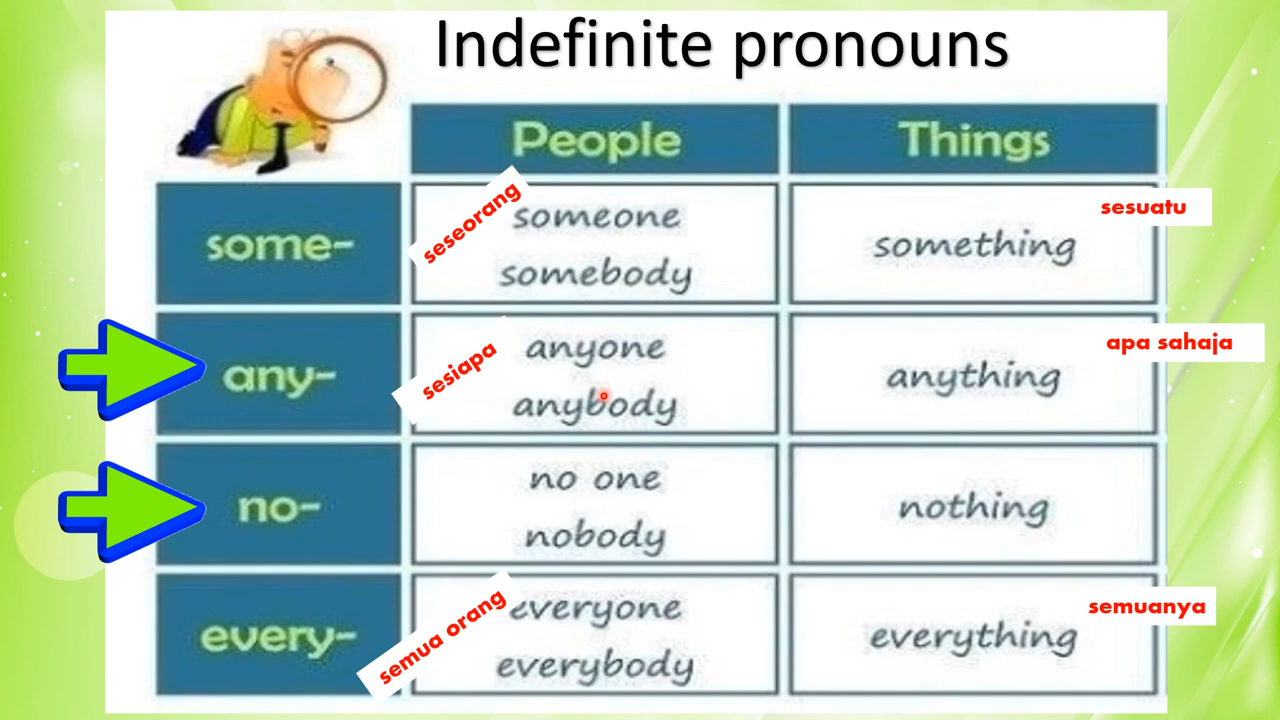 Indefinite pronouns
People
Things
some-
seseorang
someone
somebody
something
sesuatu
any-
sesiapa
anyone
anybody
anything
apa sahaja
no-
no one
nobody
nothing
every-
semua orang
everyone
everybody
everything
semuanya